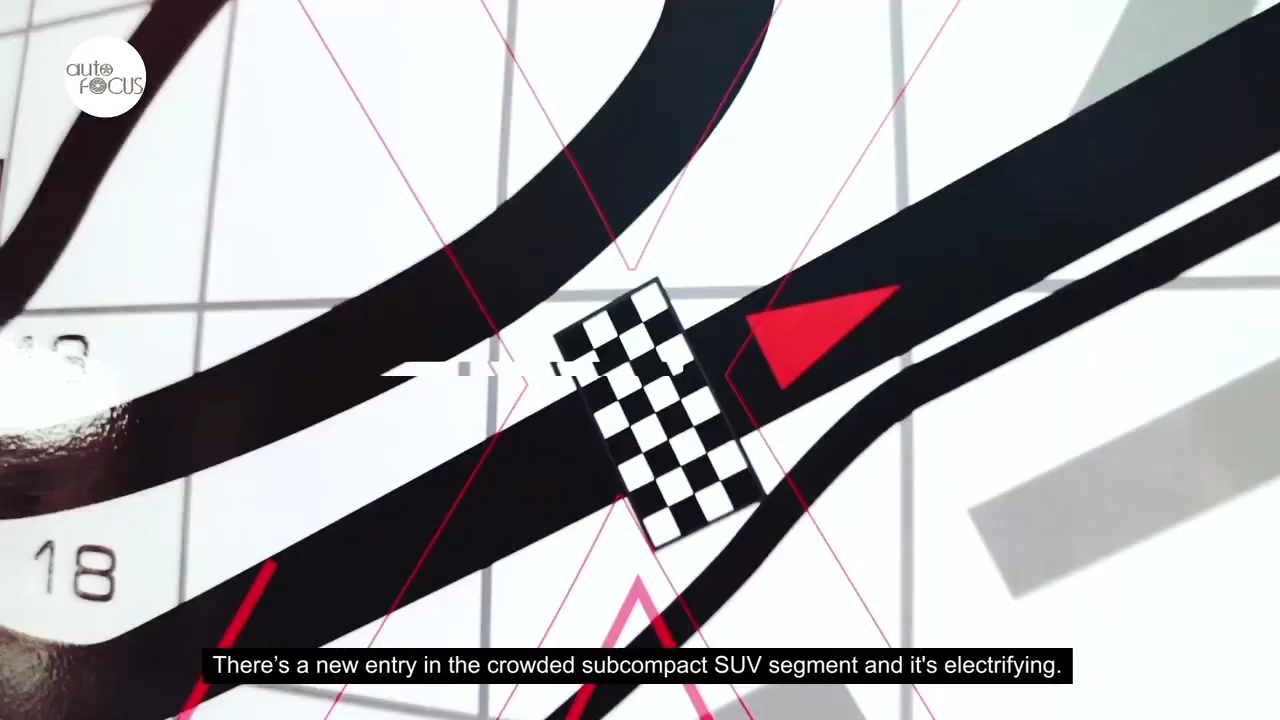 auto
FOCUS
18
There’s a new entry in the crowded subcompact SUV segment and it's electrifying.